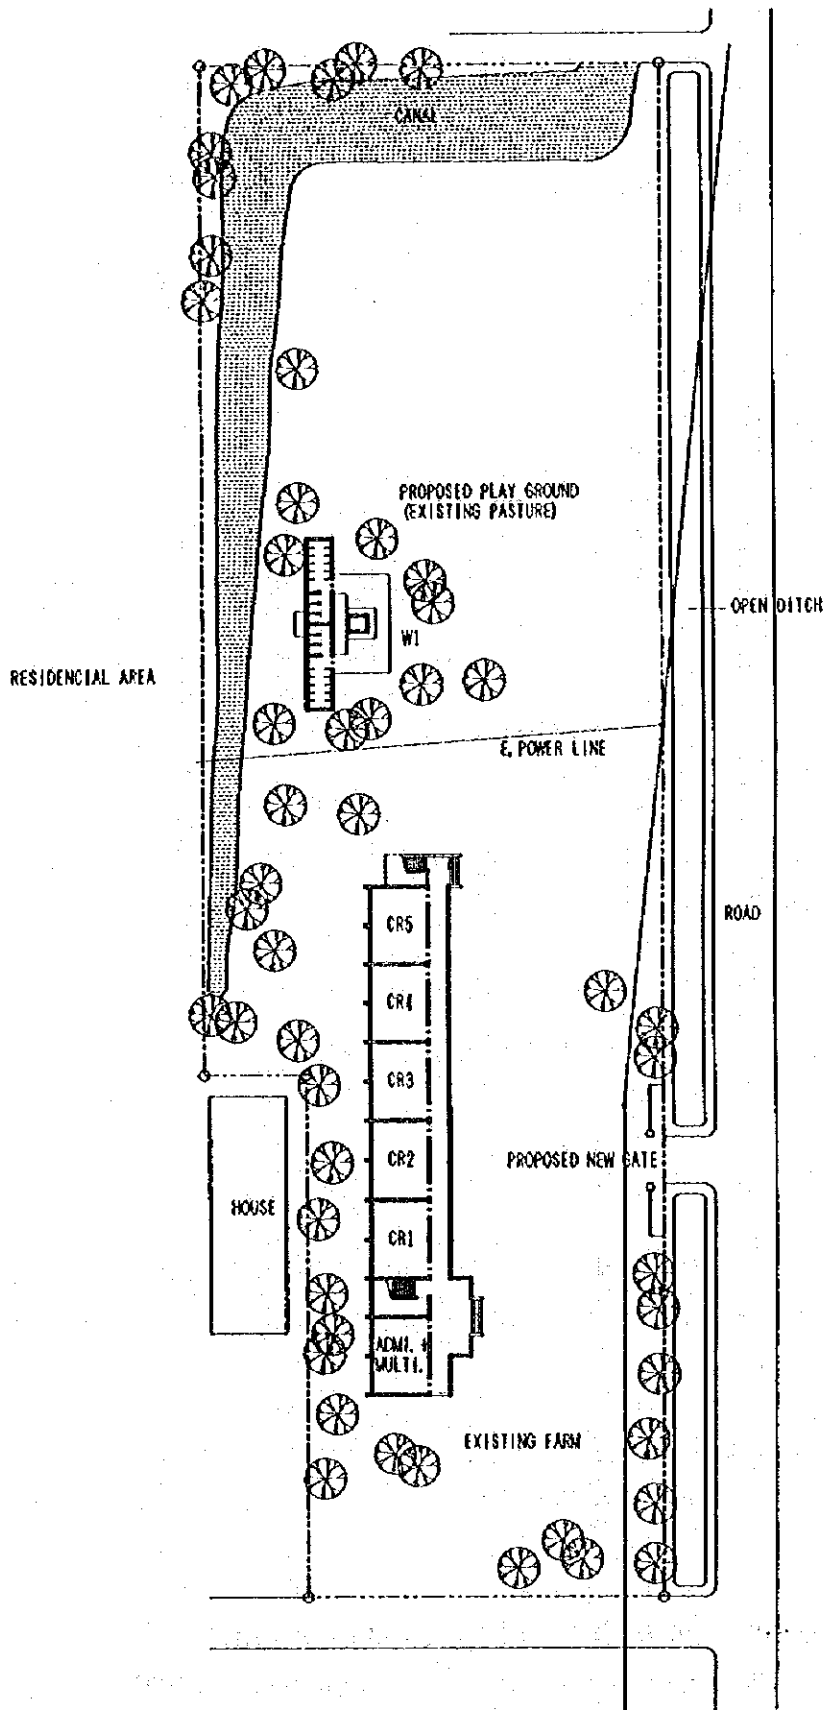 CANAL
PROPOSED PLAY GROUND
(EXISTING PASTURE)
OPEN DITCH
W1
RESIDENCIAL AREA
E. POWER LINE
CR5
ROAD
CR4
CR3
CR2
PROPOSED NEW GATE
HOUSE
CR1
ADMI. +
MULTI.
EXISTING FARM